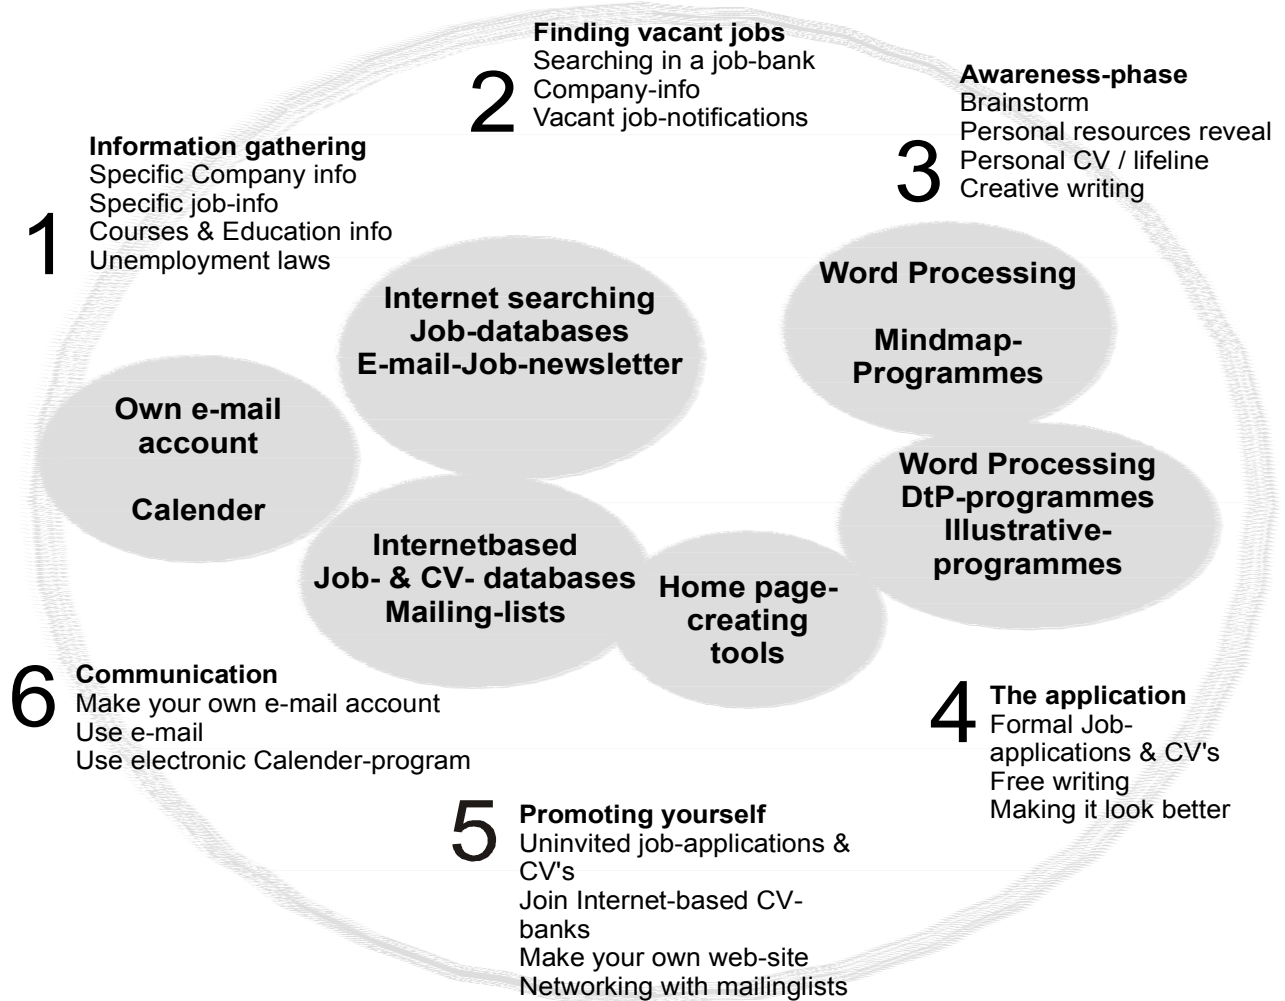 1
Information gathering
Specific Company info
Specific job-info
Courses & Education info
Unemployment laws
2
Finding vacant jobs
Searching in a job-bank
Company-info
Vacant job-notifications
3
Awareness-phase
Brainstorm
Personal resources reveal
Personal CV / lifeline
Creative writing
Internet searching
Job-databases
E-mail-Job-newsletter
Word Processing
Mindmap-
Programmes
Own e-mail
account
Calender
Word Processing
DtP-programmes
Illustrative-
programmes
Internetbased
Job- & CV- databases
Mailing-lists
Home page-
creating
tools
4
The application
Formal Job-
applications & CV's
Free writing
Making it look better
5
Promoting yourself
Uninvited job-applications &
CV's
Join Internet-based CV-
banks
Make your own web-site
Networking with mailinglists
6
Communication
Make your own e-mail account
Use e-mail
Use electronic Calender-program